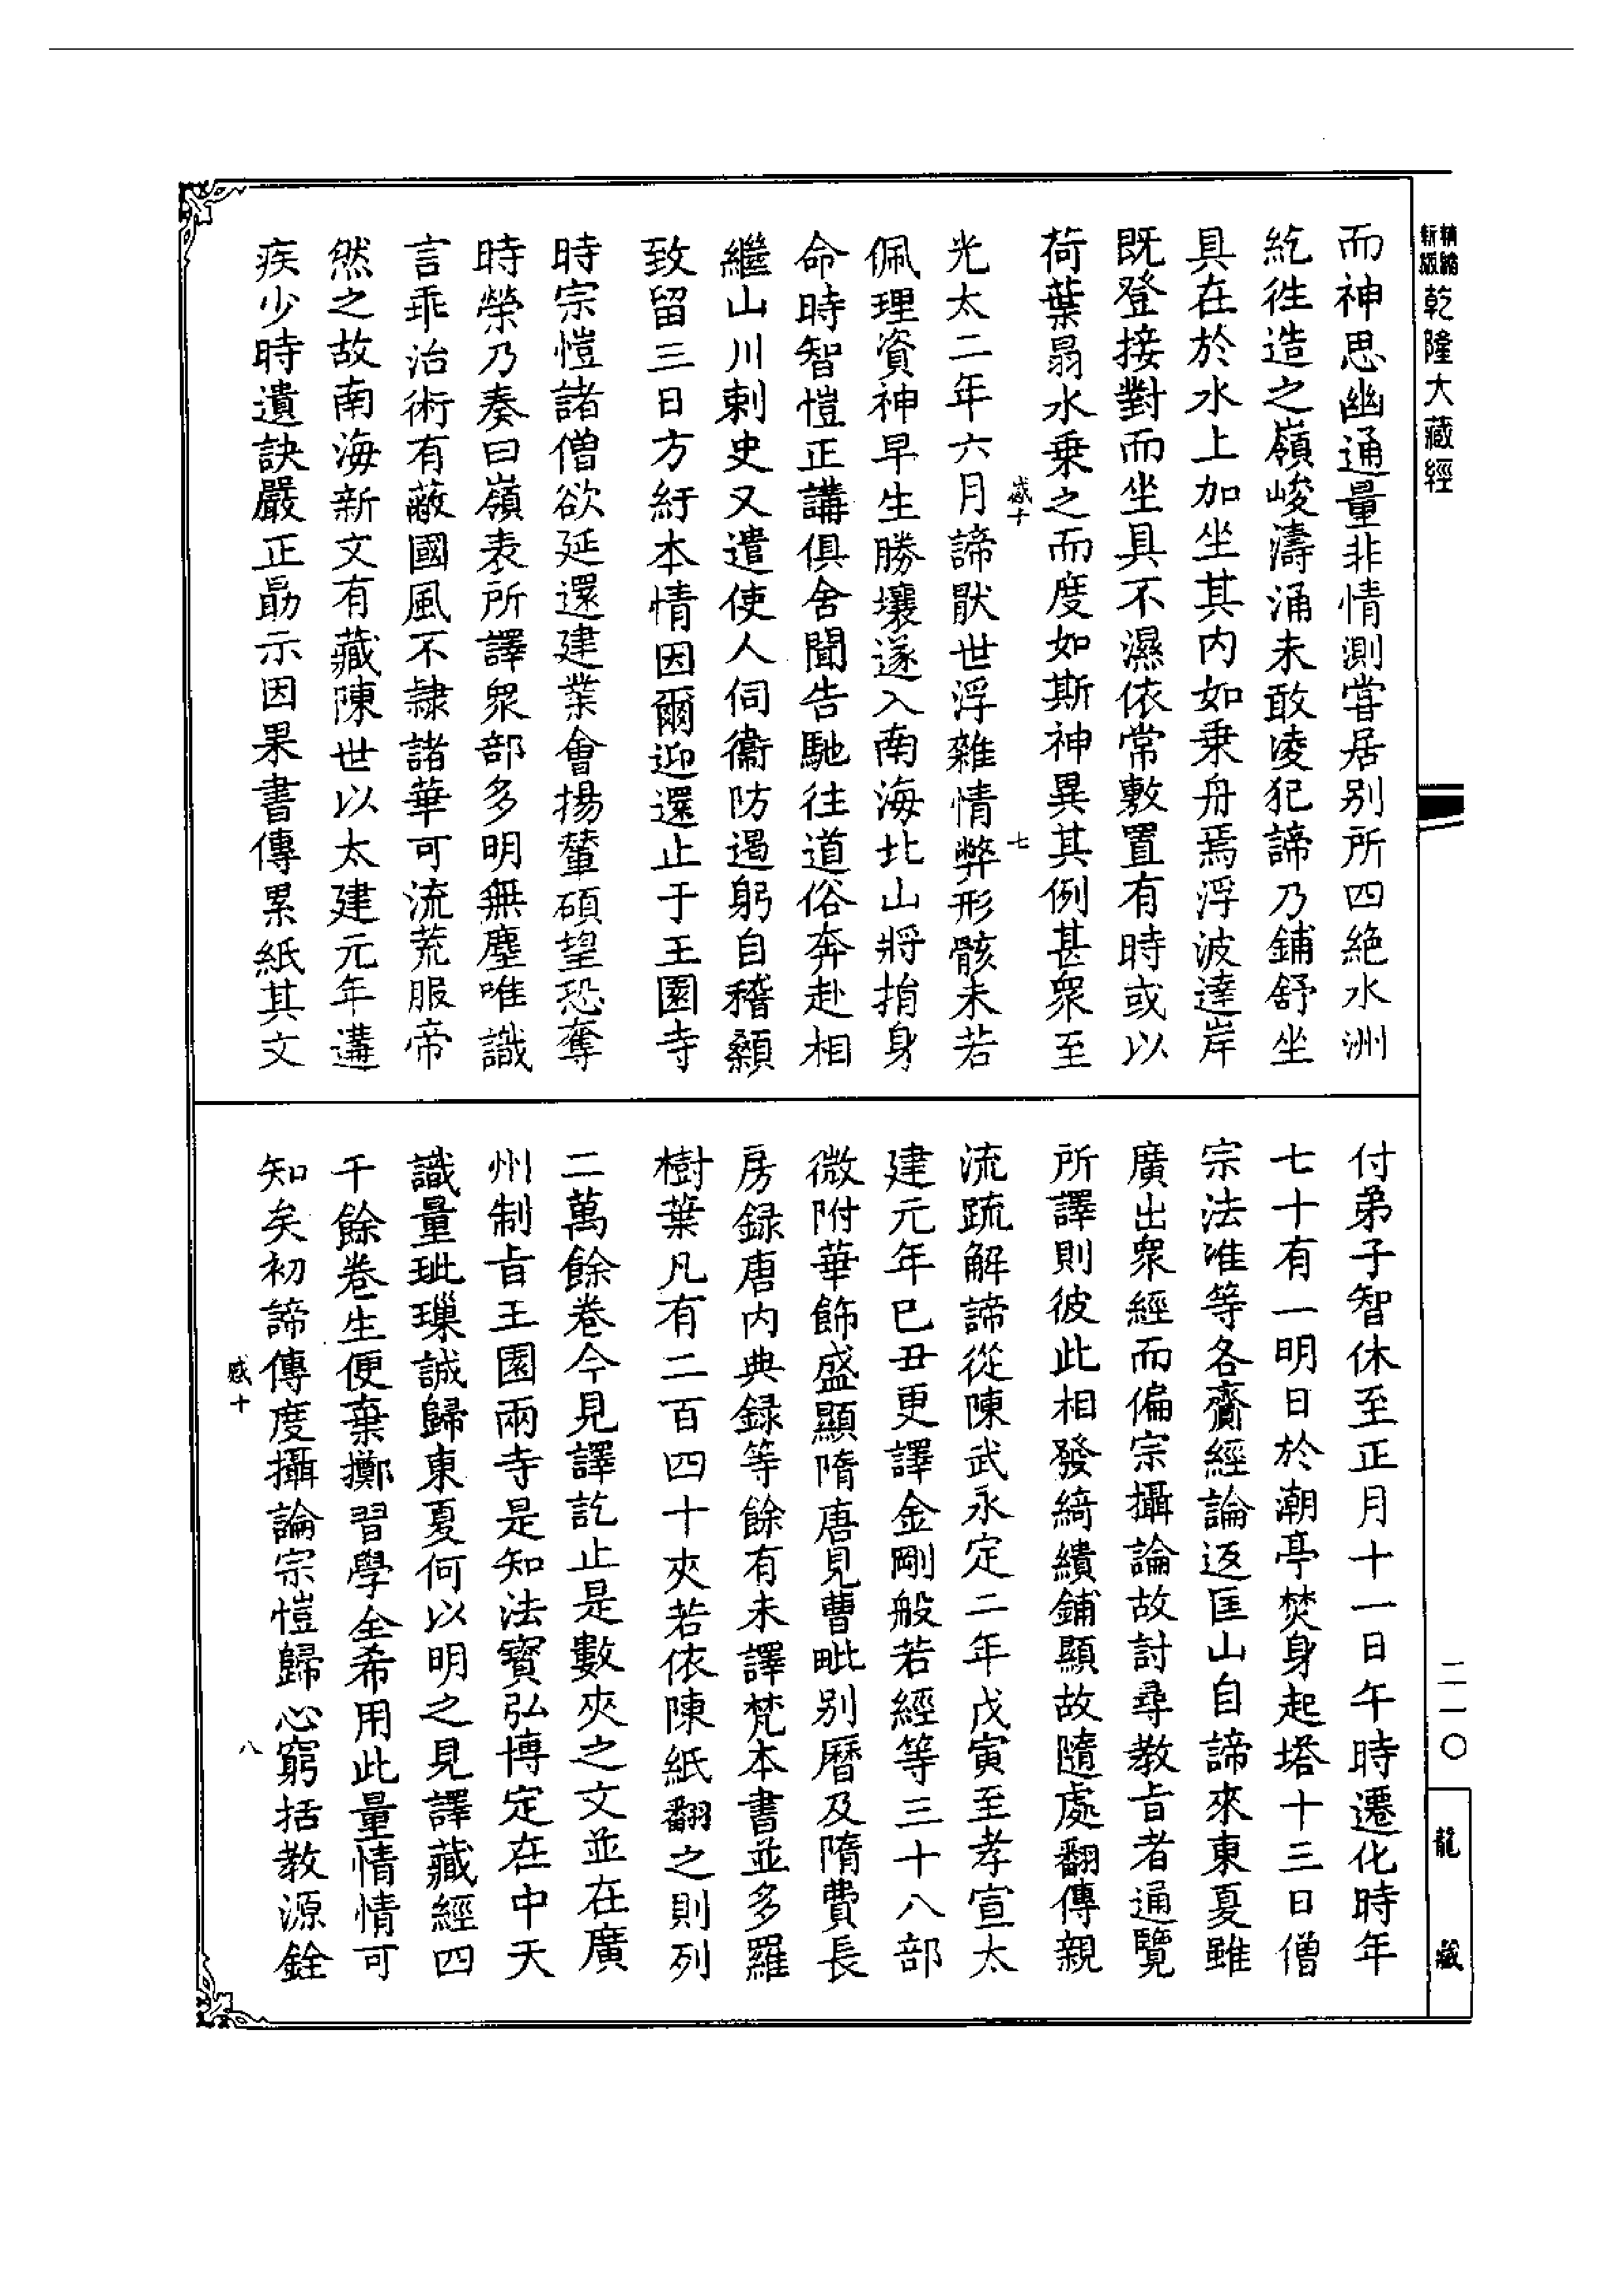 精縮新版乾隆大藏經
而神思幽通量非情測嘗居别所四絶水洲
紇徃造之嶺峻濤涌未敢凌犯諦乃鋪舒坐
具在於水上加坐其内如乗舟焉浮波達岸
既登接對而坐具不濕依常敷置有時或以
荷葉㬎水乗之而度如斯神異其例甚衆至
感十 七
光太二年六月諦猒世浮雜情弊形骸未若
佩理資神早生勝壤遂入南海北山將捐身
命時智愷正講俱舍聞告馳往道俗奔赴相
繼山川刺史又遣使人伺衞防遏躬自稽顙
致留三日方紆本情因爾迎還止于王園寺
時宗愷諸僧欲延還建業會揚輦碩望恐奪
時榮乃奏曰嶺表所譯衆部多明無塵唯識
言乖治術有蔽國風不隷諸華可流荒服帝
然之故南海新文有藏陳世以太建元年遘
疾少時遺訣嚴正勗示因果書傳累紙其文
付弟子智休至正月十一日午時遷化時年
七十有一明日於潮亭焚身起塔十三日僧
宗法准等各齎經論返匡山自諦來東夏雖
廣出衆經而偏宗攝論故討尋教旨者通覽
所譯則彼此相發綺繢鋪顯故隨處翻傳親
流䟽解諦從陳武永定二年戊寅至孝宣太
建元年巳丑更譯金剛般若經等三十八部
微附華飾盛顯隋唐見曹毗别曆及隋費長
房録唐内典録等餘有未譯梵本書並多羅
樹葉凡有二百四十夾若依陳紙翻之則列
二萬餘卷今見譯訖止是數夾之文並在廣
州制旨王園兩寺是知法寳弘博定在中天
識量玼璅誠歸東夏何以明之見譯藏經四
千餘卷生便棄擲習學全希用此量情情可
知矣初諦傳度攝論宗愷歸心窮括教源銓
感十 八
二一〇
龍藏